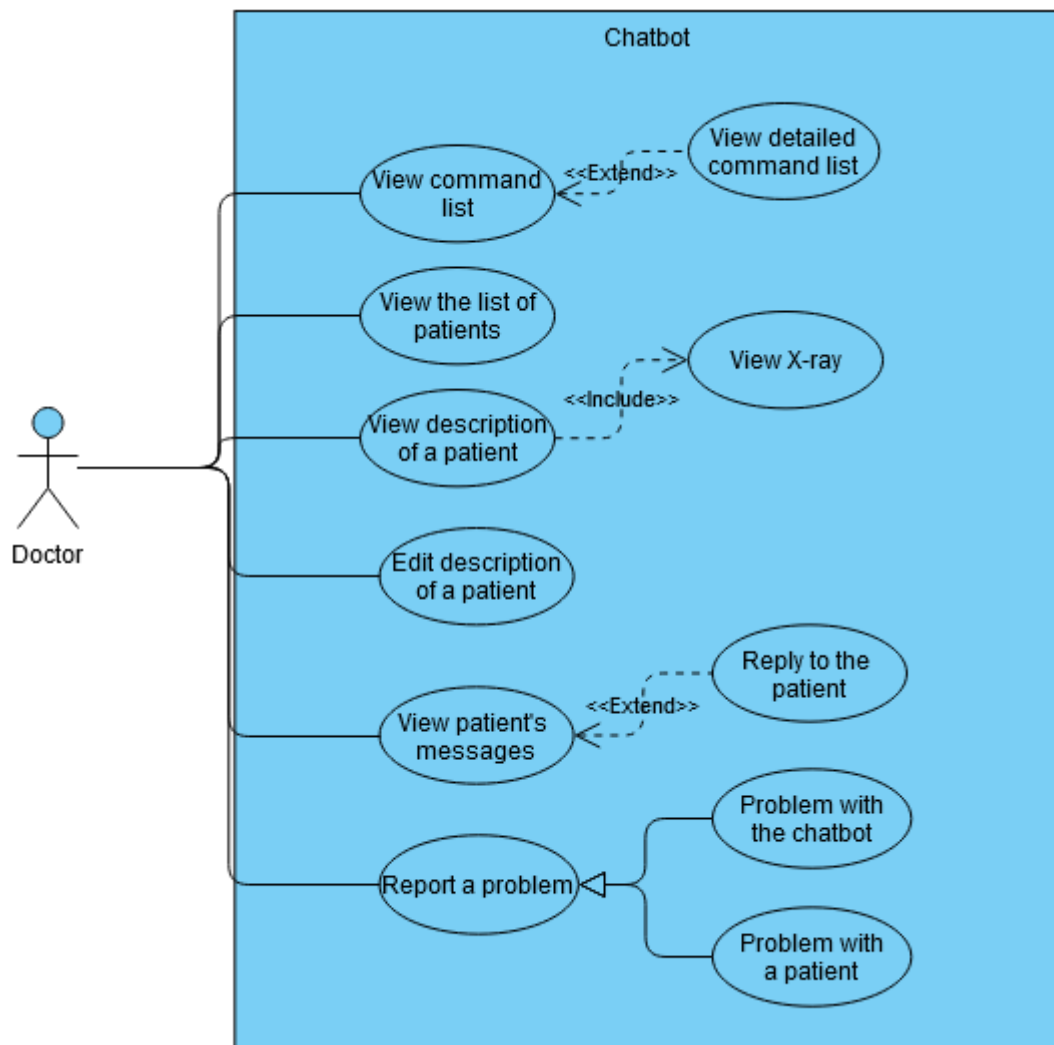 Chatbot
View detailed
command list
<<Extend>>
View command
list
View the list of
patients
View X-ray
<<Include>>
View description
of a patient
Doctor
Edit description
of a patient
Reply to the
patient
<<Extend>>
View patient's
messages
Problem with
the chatbot
Report a problem
Problem with
a patient